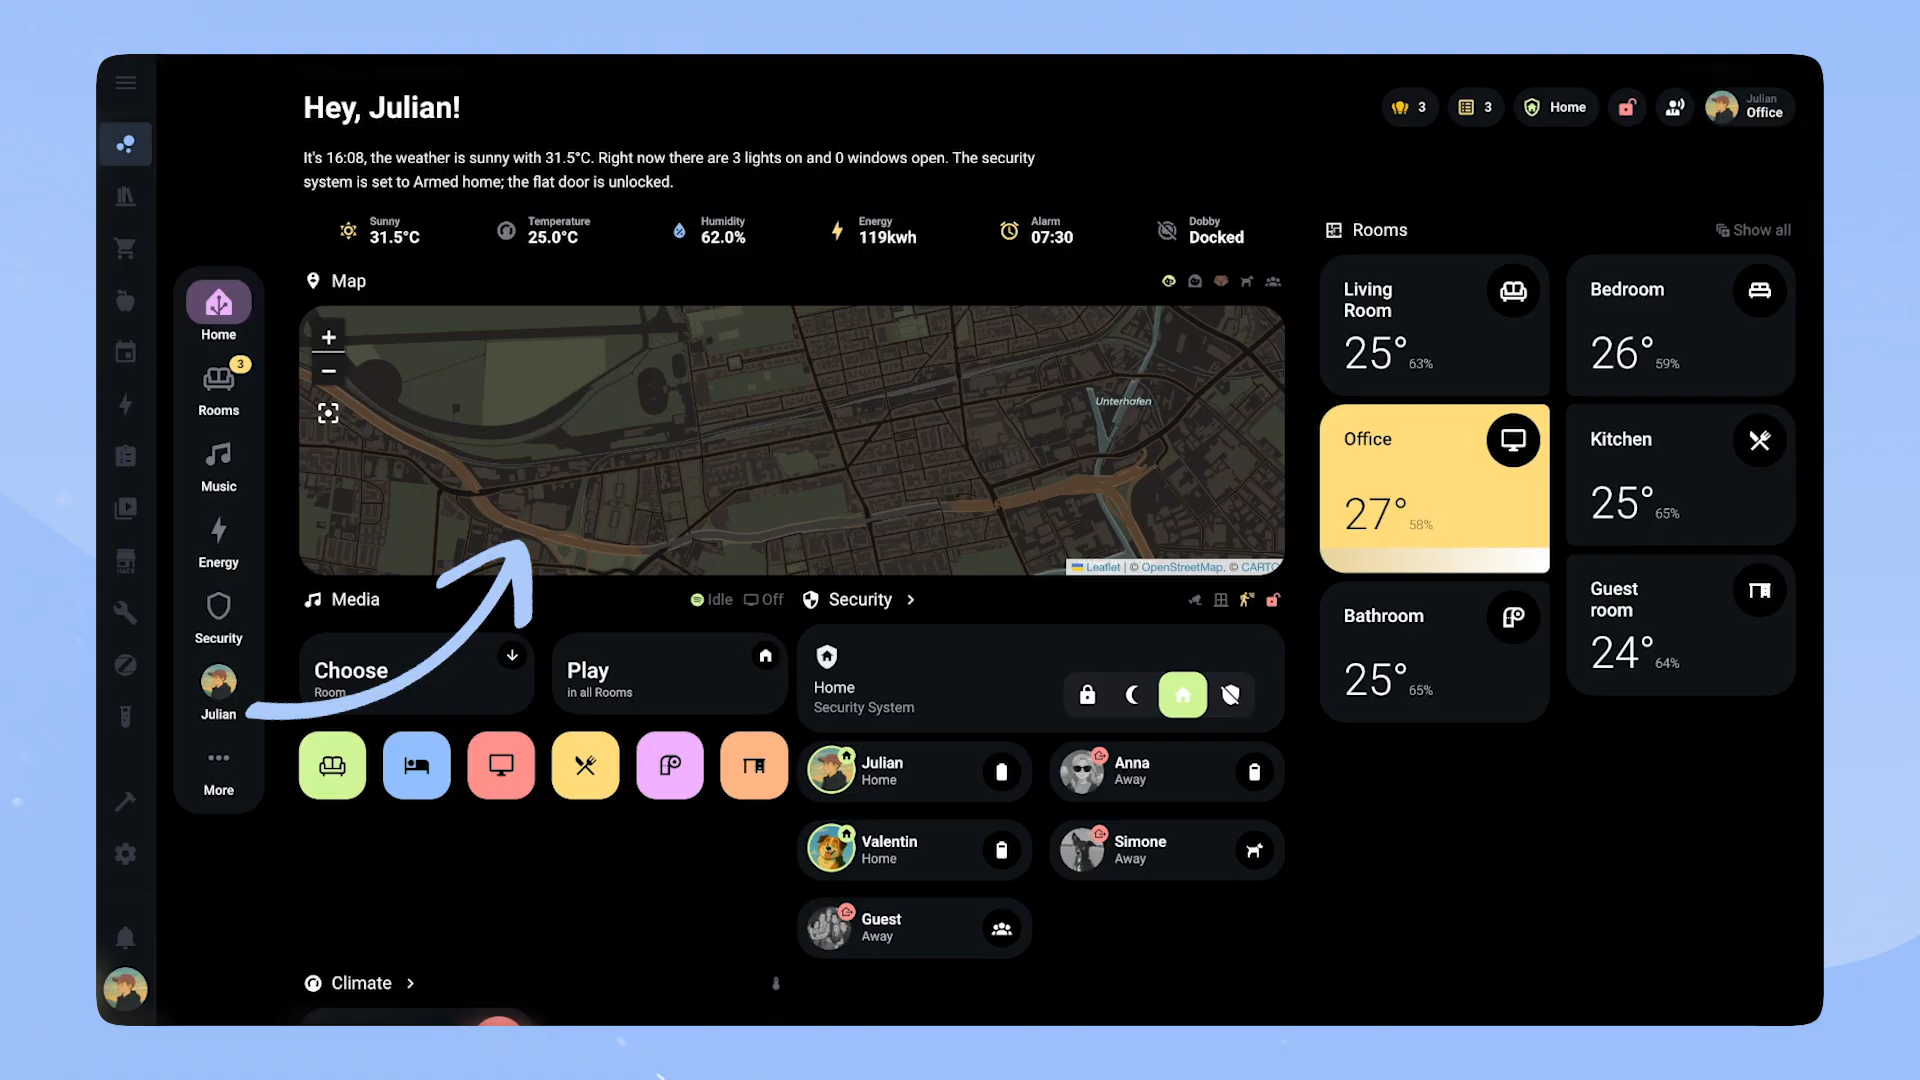 Hey, Julian!
3
3
Home
Julian
Office
It's 16:08, the weather is sunny with 31.5°C. Right now there are 3 lights on and 0 windows open. The security
system is set to Armed home; the flat door is unlocked.
Sunny
31.5°C
Temperature
25.0°C
Humidity
62.0%
Energy
119kwh
Alarm
07:30
Dobby
Docked
Rooms
Show all
Map
Home
3
Rooms
Music
Energy
Security
Julian
More
+
−
Unterhafen
Leaflet | © OpenStreetMap, © CARTO
Living
Room
25° 63%
Bedroom
26° 59%
Office
27° 58%
Kitchen
25° 65%
Bathroom
25° 65%
Guest
room
24° 64%
Media
Idle
Off
Security
Choose
Room
Play
in all Rooms
Home
Security System
Julian
Home
Anna
Away
Valentin
Home
Simone
Away
Guest
Away
Climate
HACS